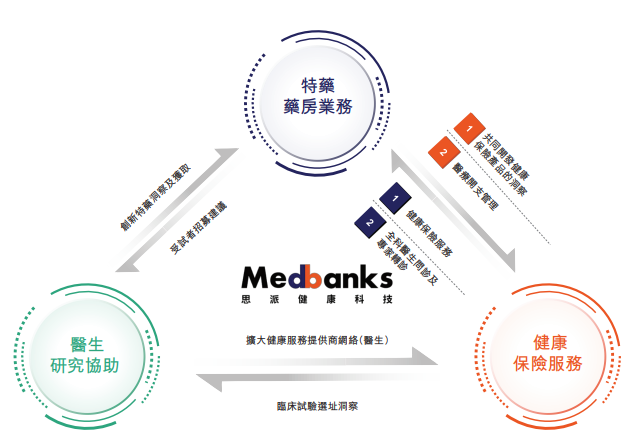 特藥
藥房業務
1
共同開發健康
保險產品的洞察
2
醫療開支管理
創新特藥洞察及獲取
受試者招募建議
1
健康保險服務
2
全科醫生問診及
專家轉診
Medbanks
思派健康科技
醫生
研究協助
擴大健康服務提供商網絡(醫生)
臨床試驗選址洞察
健康
保險服務